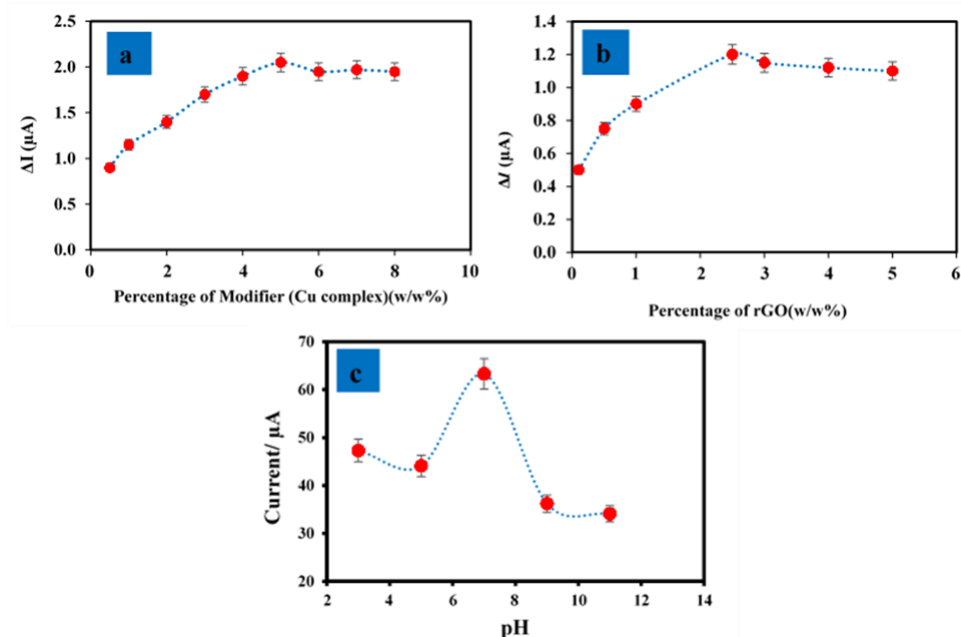 a
2.5
2.0
1.5
1.0
0.5
0.0
ΔI (µA)
0 2 4 6 8 10
Percentage of Modifier (Cu complex)(w/w%)
b
1.4
1.2
1.0
0.8
0.6
0.4
0.2
0.0
ΔI (µA)
0 1 2 3 4 5 6
Percentage of rGO(w/w%)
c
70
60
50
40
30
20
Current/ µA
2 4 6 8 10 12 14
pH